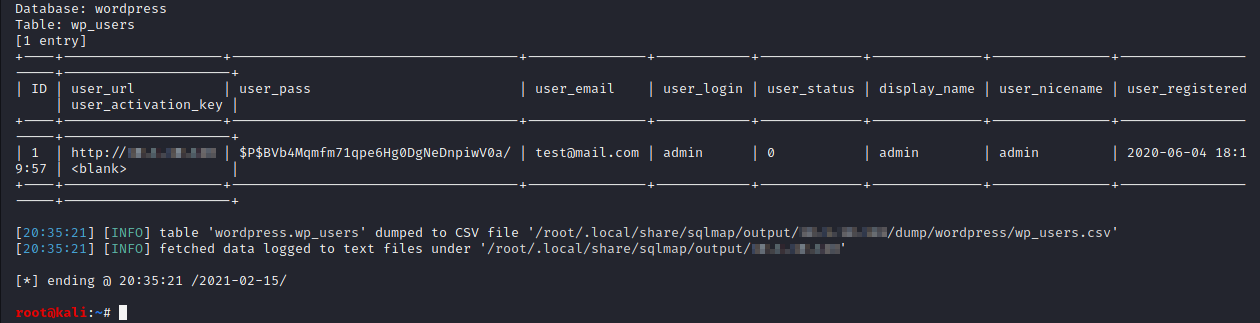 Database: wordpress
Table: wp_users
[1 entry]
+----+--------------------+------------------------------------+---------------+------------+-------------+--------------+---------------+----------------
-----+---------------------+
| ID | user_url | user_pass | user_email | user_login | user_status | display_name | user_nicename | user_registered
| user_activation_key |
+----+--------------------+------------------------------------+---------------+------------+-------------+--------------+---------------+----------------
-----+---------------------+
| 1 | http:// | $P$BVb4Mqmfm71qpe6Hg0DgNeDnpiwV0a/ | test@mail.com | admin | 0 | admin | admin | 2020-06-04 18:1
9:57 | <blank> |
+----+--------------------+------------------------------------+---------------+------------+-------------+--------------+---------------+----------------
-----+---------------------+
[20:35:21] [INFO] table 'wordpress.wp_users' dumped to CSV file '/root/.local/share/sqlmap/output/ /dump/wordpress/wp_users.csv'
[20:35:21] [INFO] fetched data logged to text files under '/root/.local/share/sqlmap/output/ '
[*] ending @ 20:35:21 /2021-02-15/
root@kali:~#